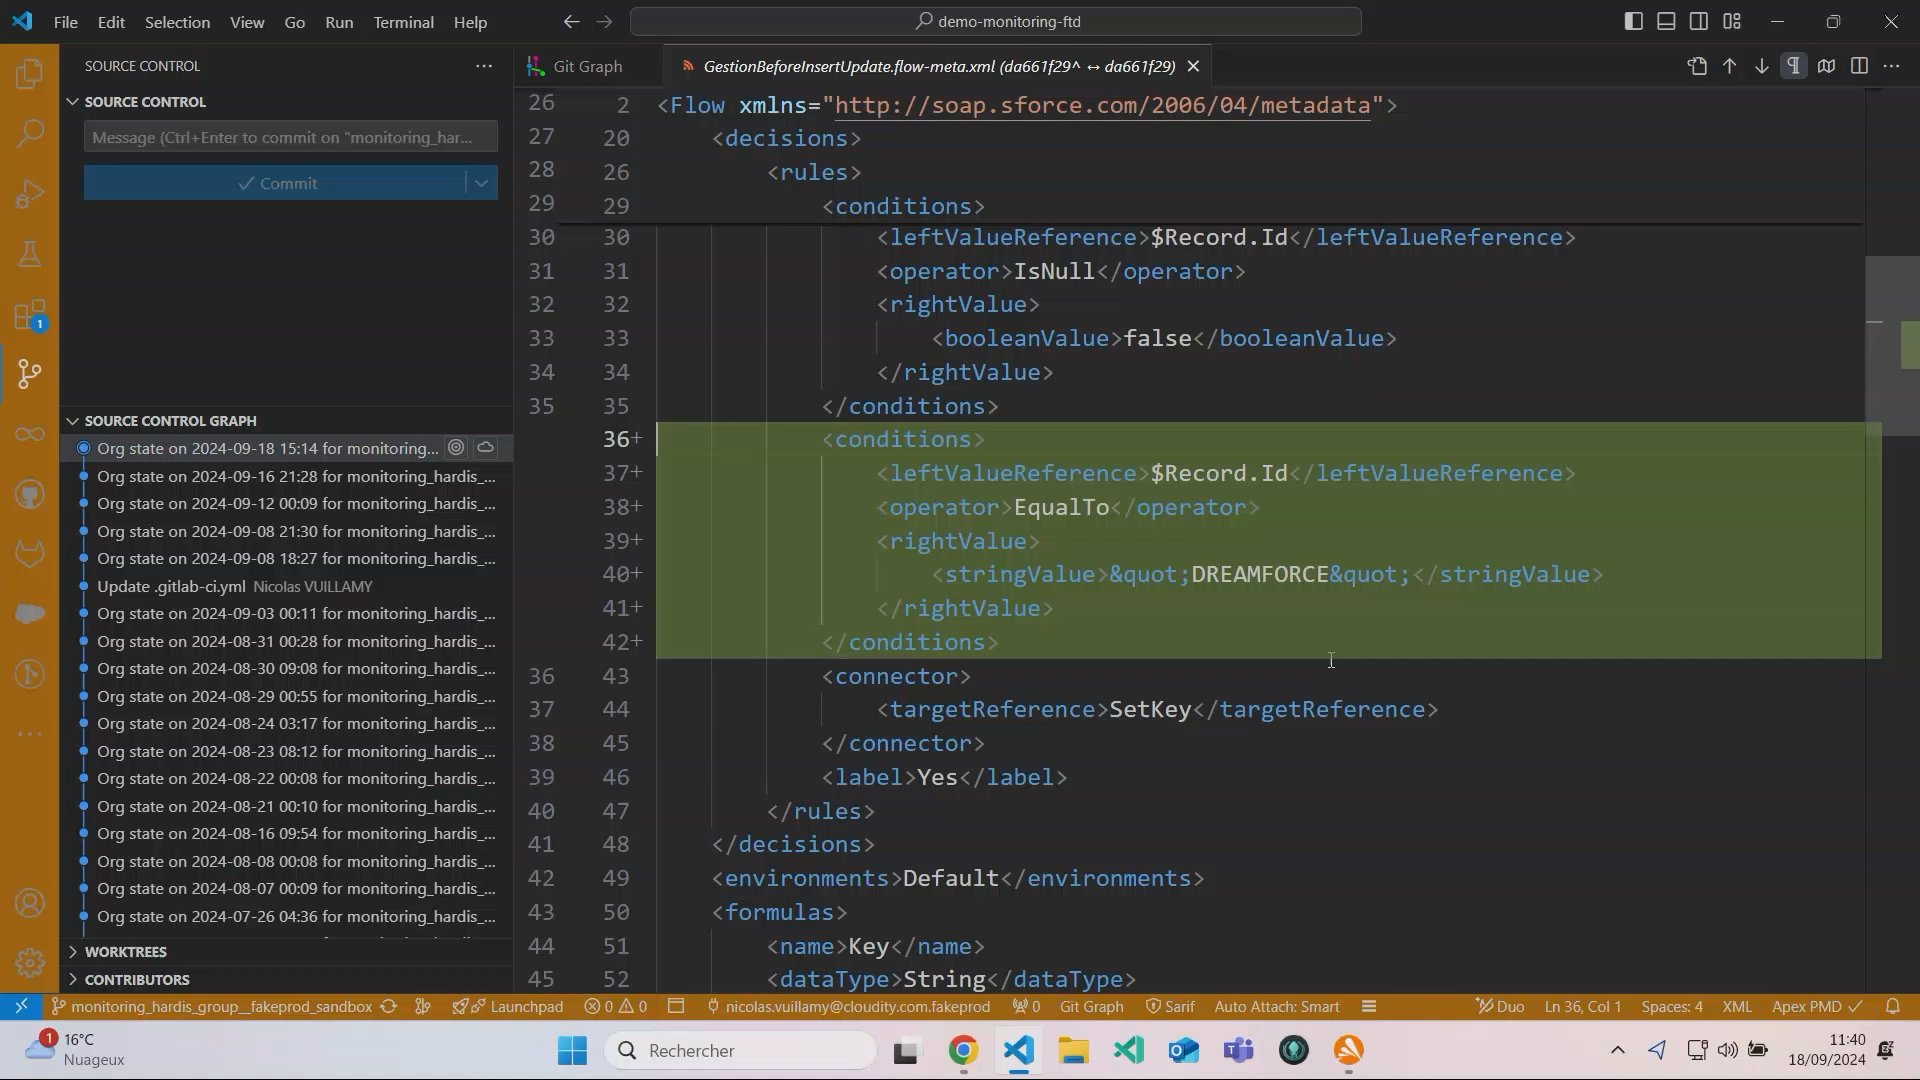 File Edit Selection View Go Run Terminal Help
demo-monitoring-ftd
SOURCE CONTROL
SOURCE CONTROL
Message (Ctrl+Enter to commit on "monitoring_har...
Commit
1
SOURCE CONTROL GRAPH
Org state on 2024-09-18 15:14 for monitoring...
Org state on 2024-09-16 21:28 for monitoring_hardis_...
Org state on 2024-09-12 00:09 for monitoring_hardis_...
Org state on 2024-09-08 21:30 for monitoring_hardis_...
Org state on 2024-09-08 18:27 for monitoring_hardis_...
Update .gitlab-ci.yml Nicolas VUILLAMY
Org state on 2024-09-03 00:11 for monitoring_hardis_...
Org state on 2024-08-31 00:28 for monitoring_hardis_...
Org state on 2024-08-30 09:08 for monitoring_hardis_...
Org state on 2024-08-29 00:55 for monitoring_hardis_...
Org state on 2024-08-24 03:17 for monitoring_hardis_...
Org state on 2024-08-23 08:12 for monitoring_hardis_...
Org state on 2024-08-22 00:08 for monitoring_hardis_...
Org state on 2024-08-21 00:10 for monitoring_hardis_...
Org state on 2024-08-16 09:54 for monitoring_hardis_...
Org state on 2024-08-08 00:08 for monitoring_hardis_...
Org state on 2024-08-07 00:09 for monitoring_hardis_...
Org state on 2024-07-26 04:36 for monitoring_hardis_...
WORKTREES
CONTRIBUTORS
Git Graph
GestionBeforeInsertUpdate.flow-meta.xml (da661f29^ ↔ da661f29)
26 2 <Flow xmlns="http://soap.sforce.com/2006/04/metadata">
27 20 <decisions>
28 26 <rules>
29 29 <conditions>
30 30 <leftValueReference>$Record.Id</leftValueReference>
31 31 <operator>IsNull</operator>
32 32 <rightValue>
33 33 <booleanValue>false</booleanValue>
34 34 </rightValue>
35 35 </conditions>
36+ <conditions>
37+ <leftValueReference>$Record.Id</leftValueReference>
38+ <operator>EqualTo</operator>
39+ <rightValue>
40+ <stringValue>&quot;DREAMFORCE&quot;</stringValue>
41+ </rightValue>
42+ </conditions>
36 43 <connector>
37 44 <targetReference>SetKey</targetReference>
38 45 </connector>
39 46 <label>Yes</label>
40 47 </rules>
41 48 </decisions>
42 49 <environments>Default</environments>
43 50 <formulas>
44 51 <name>Key</name>
45 52 <dataType>String</dataType>
monitoring_hardis_group__fakeprod_sandbox Launchpad 0 0 nicolas.vuillamy@cloudity.com.fakeprod 0 Git Graph Sarif Auto Attach: Smart Duo Ln 36, Col 1 Spaces: 4 XML Apex PMD
1
16°C
Nuageux
Rechercher
11:40
18/09/2024